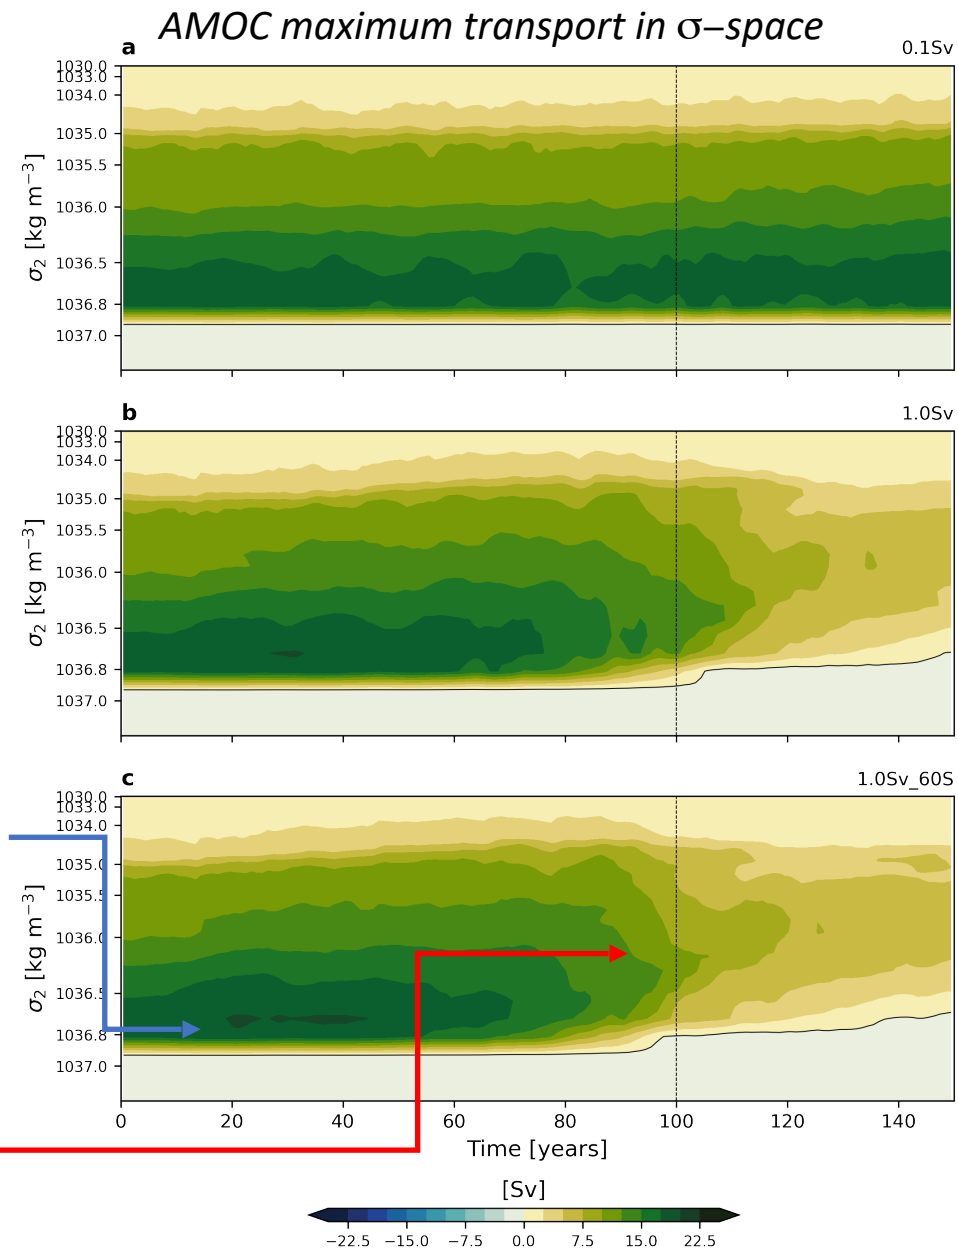 AMOC maximum transport in σ–space
a
0.1Sv
1030.0
1033.0
1034.0
1035.0
1035.5
1036.0
1036.5
1036.8
1037.0
σ₂ [kg m⁻³]
b
1.0Sv
1030.0
1033.0
1034.0
1035.0
1035.5
1036.0
1036.5
1036.8
1037.0
σ₂ [kg m⁻³]
c
1.0Sv_60S
1030.0
1033.0
1034.0
1035.0
1035.5
1036.0
1036.5
1036.8
1037.0
σ₂ [kg m⁻³]
0 20 40 60 80 100 120 140
Time [years]
[Sv]
−22.5 −15.0 −7.5 0.0 7.5 15.0 22.5